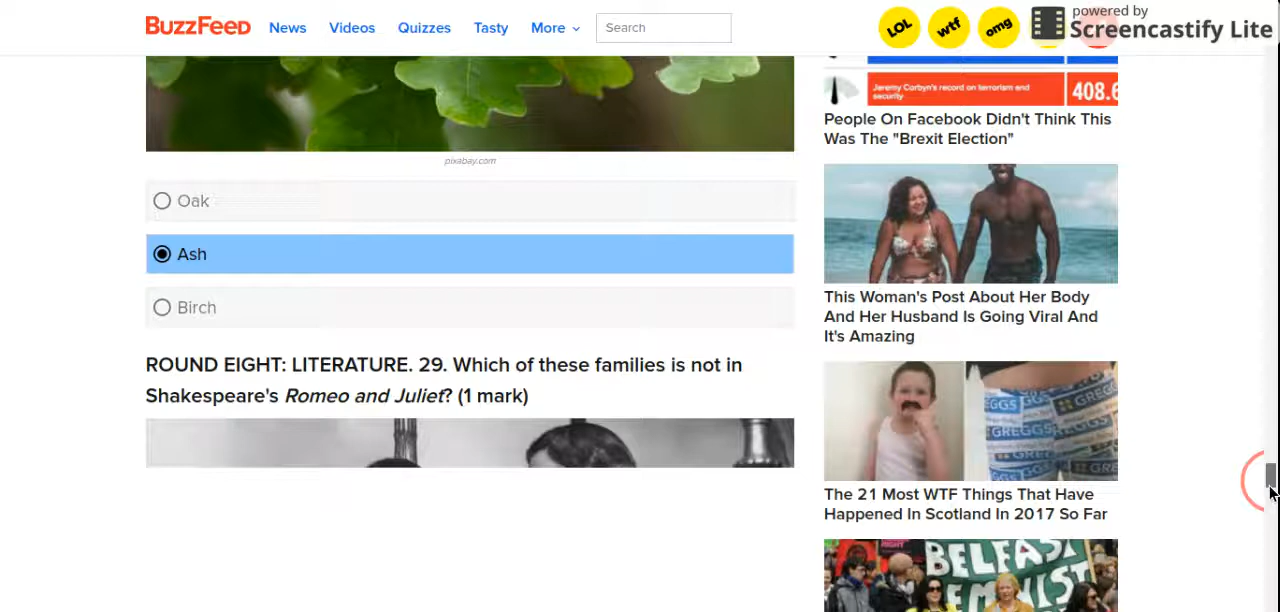 BuzzFeed News Videos Quizzes Tasty More Search
LOL wtf omg
powered by
Screencastify Lite
pixabay.com
Oak
Ash
Birch
ROUND EIGHT: LITERATURE. 29. Which of these families is not in
Shakespeare's Romeo and Juliet? (1 mark)
Jeremy Corbyn's record on terrorism and
security
408.6
People On Facebook Didn't Think This
Was The "Brexit Election"
This Woman's Post About Her Body
And Her Husband Is Going Viral And
It's Amazing
GREGGS
The 21 Most WTF Things That Have
Happened In Scotland In 2017 So Far
BELFAST
FEMINIST